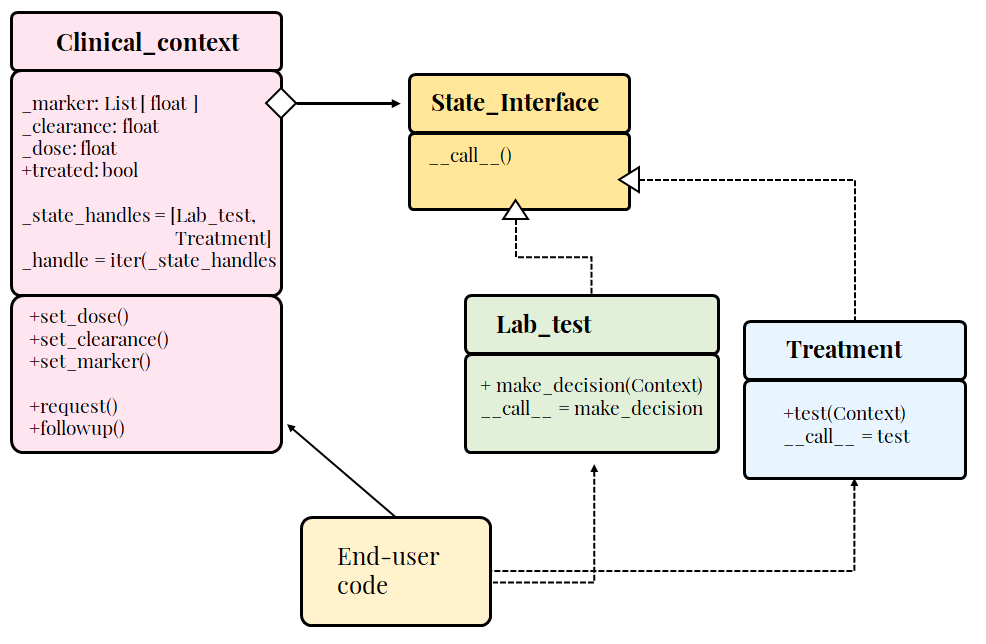 Clinical_context
_marker: List[ float ]
_clearance: float
_dose: float
+treated: bool
_state_handles = [Lab_test,
Treatment]
_handle = iter(_state_handles
+set_dose()
+set_clearance()
+set_marker()
+request()
+followup()
State_Interface
__call__()
Lab_test
+ make_decision(Context)
__call__ = make_decision
Treatment
+test(Context)
__call__ = test
End-user
code